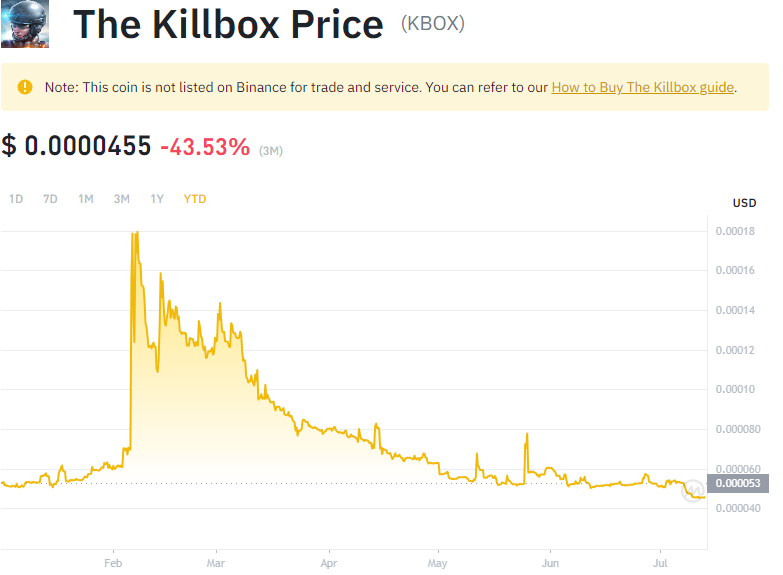 The Killbox Price (KBOX)
Note: This coin is not listed on Binance for trade and service. You can refer to our How to Buy The Killbox guide.
$ 0.0000455 -43.53% (3M)
1D 7D 1M 3M 1Y YTD
USD
0.00018
0.00016
0.00014
0.00012
0.00010
0.000080
0.000060
0.000053
0.000040
Feb Mar Apr May Jun Jul